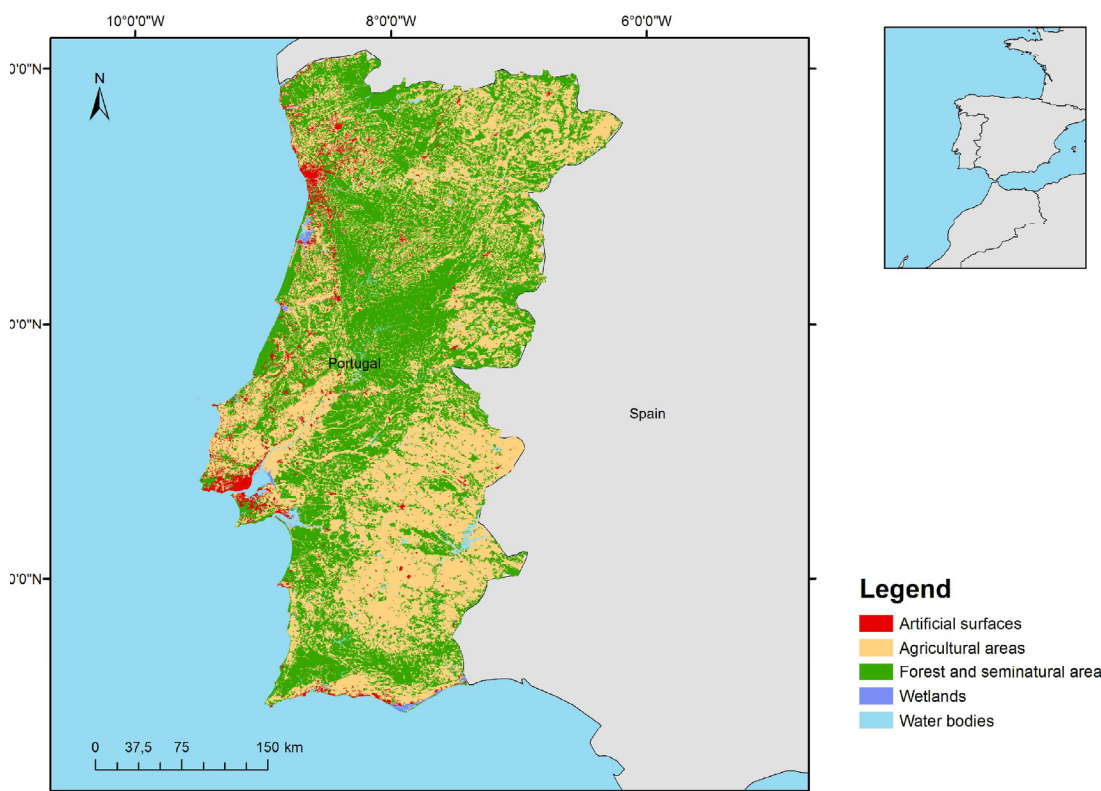 10°0'0"W
8°0'0"W
6°0'0"W
0'0"N
N
0'0"N
Portugal
Spain
0'0"N
Legend
Artificial surfaces
Agricultural areas
Forest and seminatural area
Wetlands
Water bodies
0 37,5 75 150 km